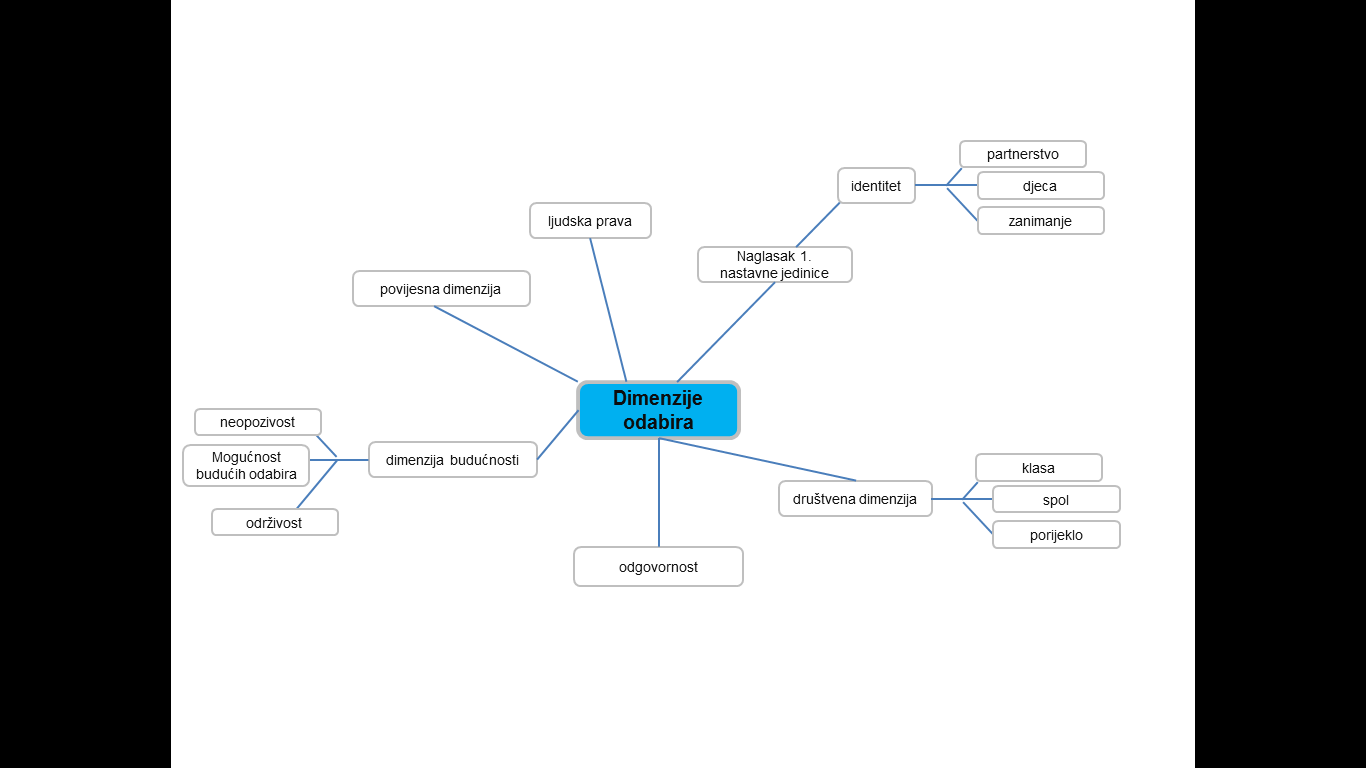 partnerstvo
identitet
djeca
zanimanje
ljudska prava
Naglasak 1.
nastavne jedinice
povijesna dimenzija
Dimenzije
odabira
neopozivost
Mogućnost
budućih odabira
dimenzija budućnosti
održivost
klasa
društvena dimenzija
spol
porijeklo
odgovornost